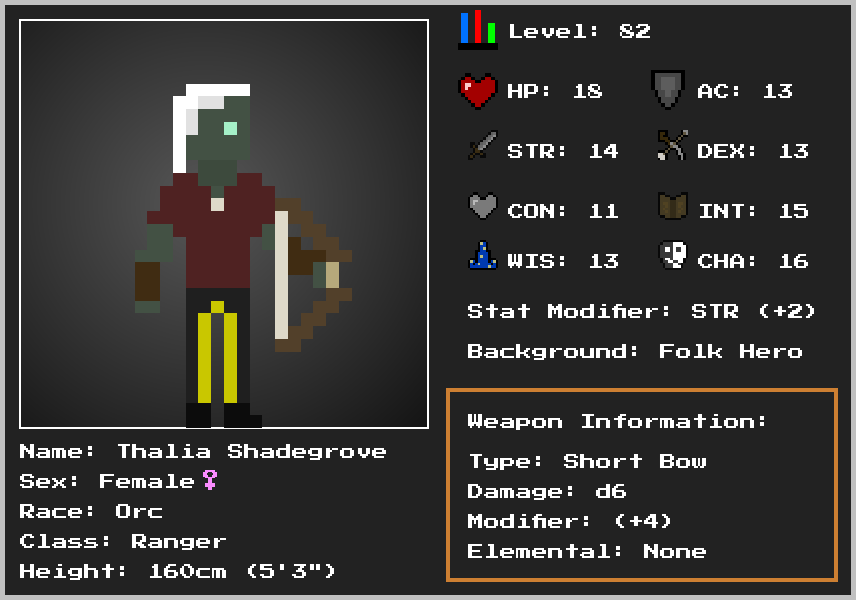 Level: 82
HP: 18
AC: 13
STR: 14
DEX: 13
CON: 11
INT: 15
WIS: 13
CHA: 16
Stat Modifier: STR (+2)
Background: Folk Hero
Weapon Information:
Type: Short Bow
Damage: d6
Modifier: (+4)
Elemental: None
Name: Thalia Shadegrove
Sex: Female♀
Race: Orc
Class: Ranger
Height: 160cm (5'3")